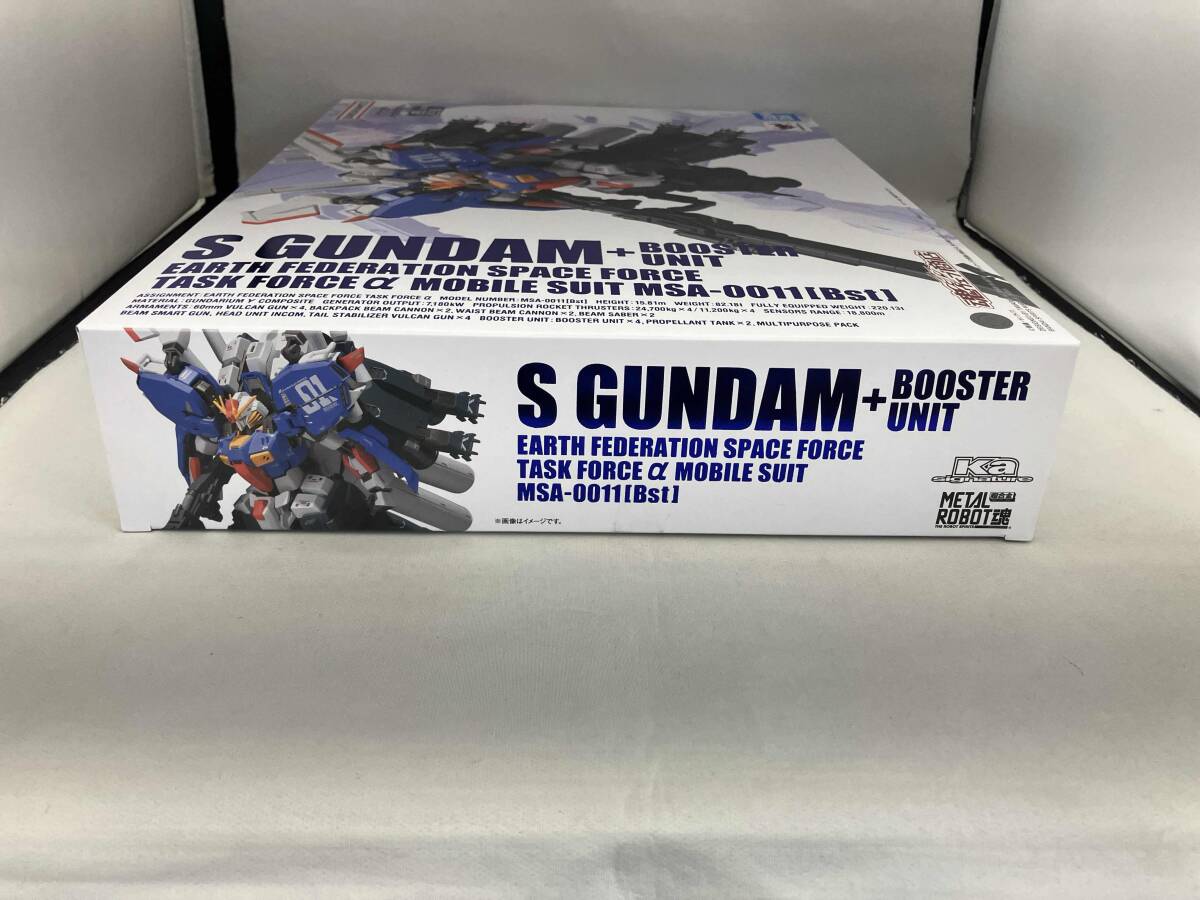 S GUNDAM + BOOSTER UNIT
EARTH FEDERATION SPACE FORCE
TASK FORCE α MOBILE SUIT MSA-0011[Bst]
ASSIGNMENT : EARTH FEDERATION SPACE FORCE TASK FORCE α MODEL NUMBER : MSA-0011[Bst] HEIGHT : WEIGHT : FULLY EQUIPPED WEIGHT :
MATERIAL : GUNDARIUM γ COMPOSITE GENERATOR OUTPUT : 7,180kW PROPULSION ROCKET THRUSTERS : 24,700kg × 4 / 11,200kg × 4 SENSORS RANGE : 18,800m
ARMAMENTS : 60mm VULCAN GUN × 4, BACKPACK BEAM CANNON × 2, WAIST BEAM CANNON × 2, BEAM SABER × 2
BEAM SMART GUN, HEAD UNIT INCOM, TAIL STABILIZER VULCAN GUN × 4 BOOSTER UNIT : BOOSTER UNIT × 4, PROPELLANT TANK × 2, MULTIPURPOSE PACK
01
S GUNDAM + BOOSTER UNIT
EARTH FEDERATION SPACE FORCE
TASK FORCE α MOBILE SUIT
MSA-0011[Bst]
※画像はイメージです。
Ka
signature
METAL
ROBOT魂
THE ROBOT SPIRITS